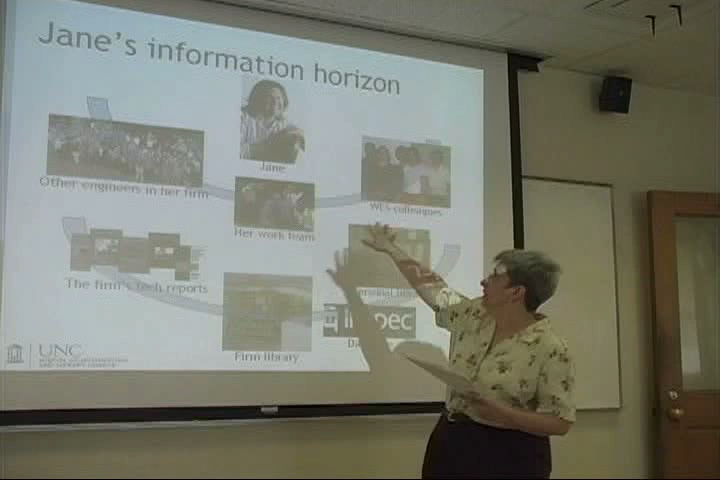 Jane's information horizon
Jane
Other engineers in her firm
WES colleagues
Her work team
The firm's tech reports
Firm library
UNC